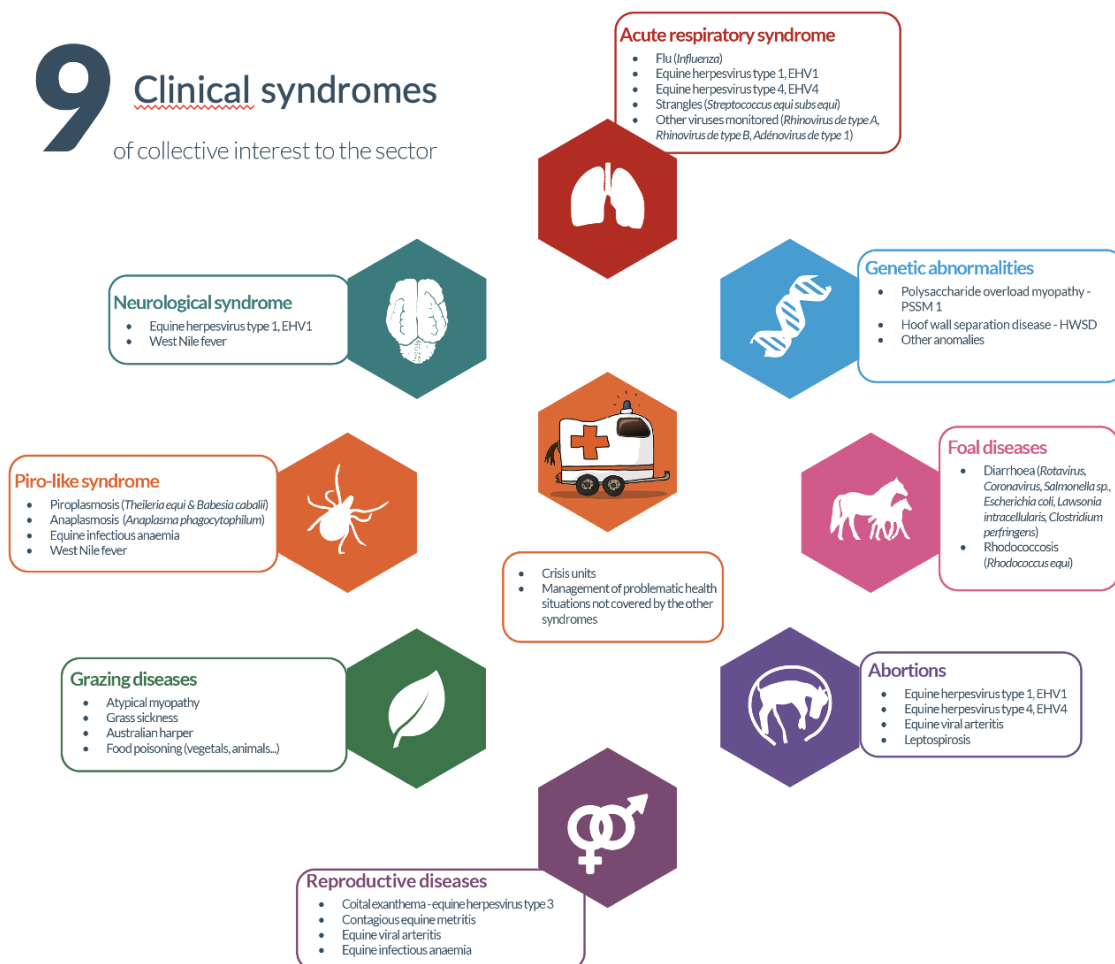 9 Clinical syndromes
of collective interest to the sector
Acute respiratory syndrome
• Flu (Influenza)
• Equine herpesvirus type 1, EHV1
• Equine herpesvirus type 4, EHV4
• Strangles (Streptococcus equi subs equi)
• Other viruses monitored (Rhinovirus de type A,
Rhinovirus de type B, Adénovirus de type 1)
Neurological syndrome
• Equine herpesvirus type 1, EHV1
• West Nile fever
Genetic abnormalities
• Polysaccharide overload myopathy -
PSSM 1
• Hoof wall separation disease - HWSD
• Other anomalies
Piro-like syndrome
• Piroplasmosis (Theileria equi & Babesia cabalii)
• Anaplasmosis (Anaplasma phagocytophilum)
• Equine infectious anaemia
• West Nile fever
Foal diseases
• Diarrhoea (Rotavirus,
Coronavirus, Salmonella sp.,
Escherichia coli, Lawsonia
intracellularis, Clostridium
perfringens)
• Rhodococcosis
(Rhodococcus equi)
• Crisis units
• Management of problematic health
situations not covered by the other
syndromes
Grazing diseases
• Atypical myopathy
• Grass sickness
• Australian harper
• Food poisoning (vegetals, animals...)
Abortions
• Equine herpesvirus type 1, EHV1
• Equine herpesvirus type 4, EHV4
• Equine viral arteritis
• Leptospirosis
Reproductive diseases
• Coital exanthema - equine herpesvirus type 3
• Contagious equine metritis
• Equine viral arteritis
• Equine infectious anaemia